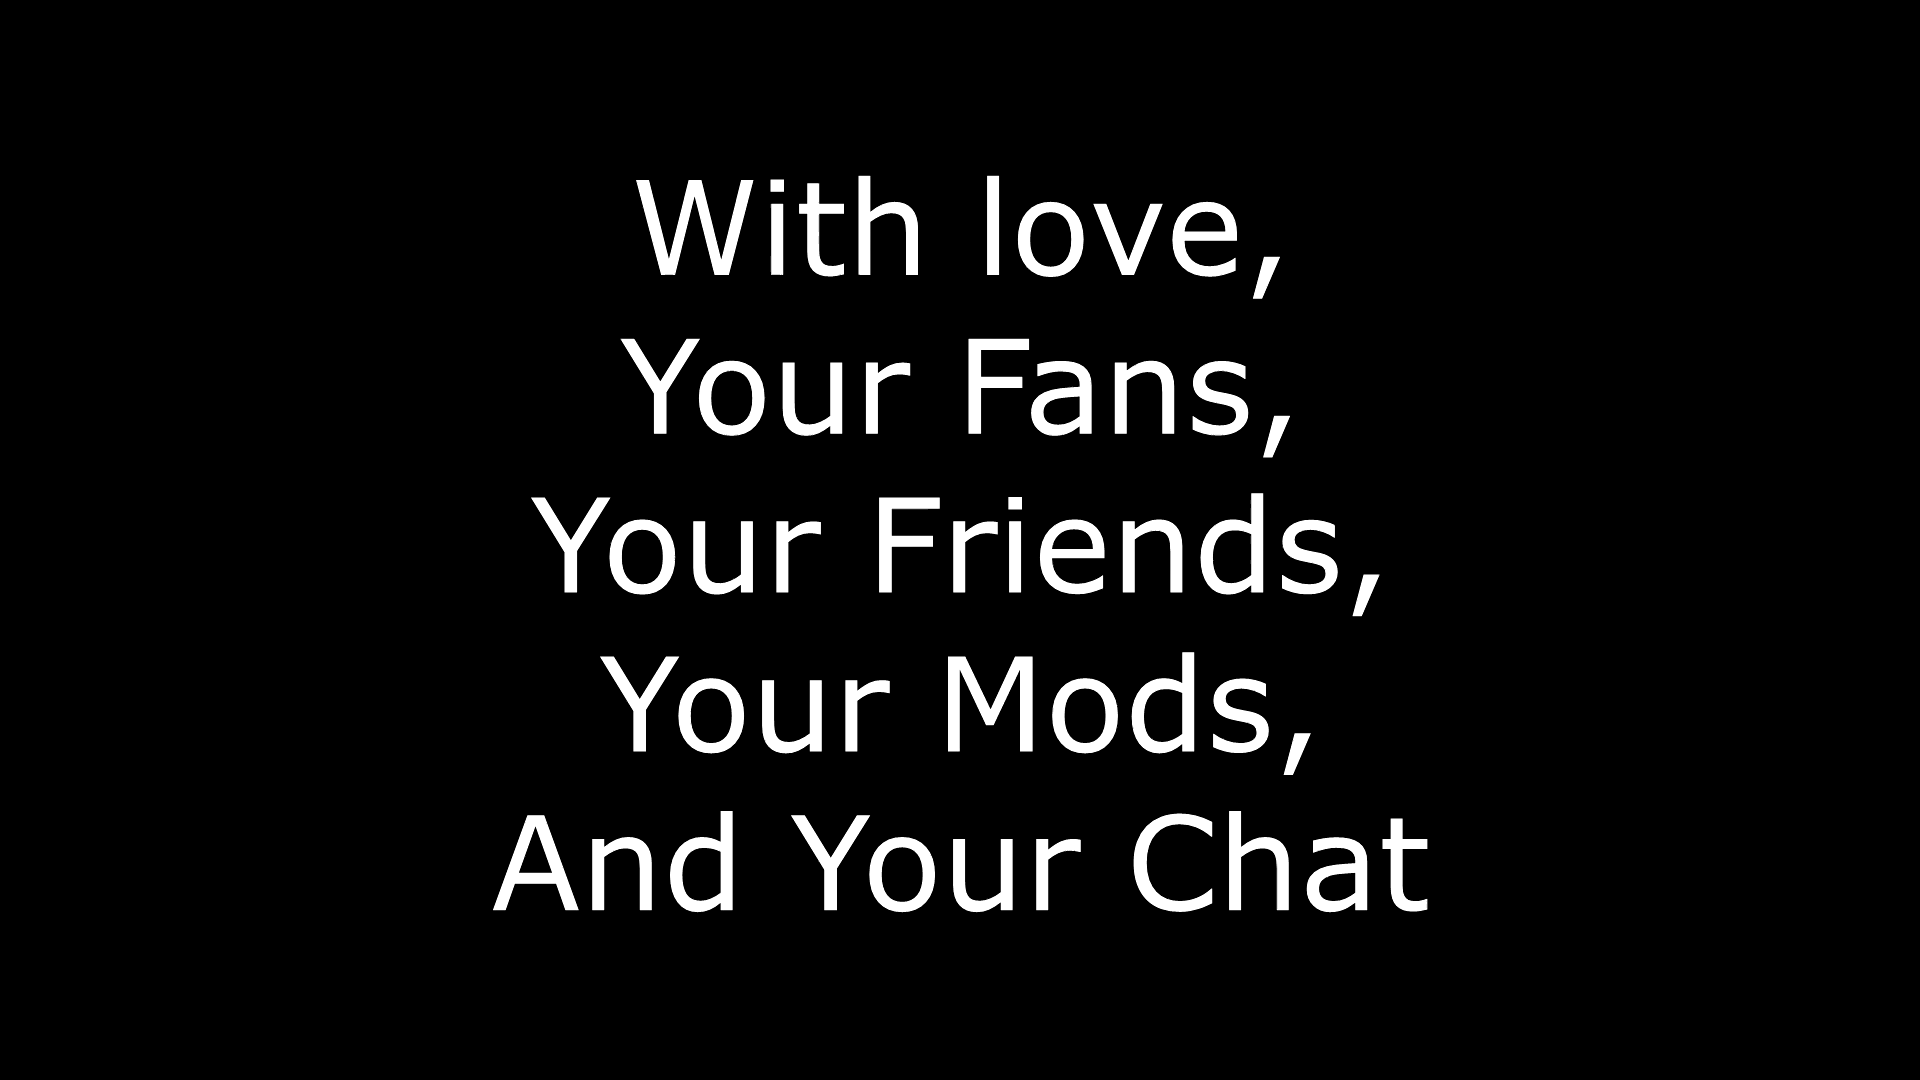 With love,
Your Fans,
Your Friends,
Your Mods,
And Your Chat